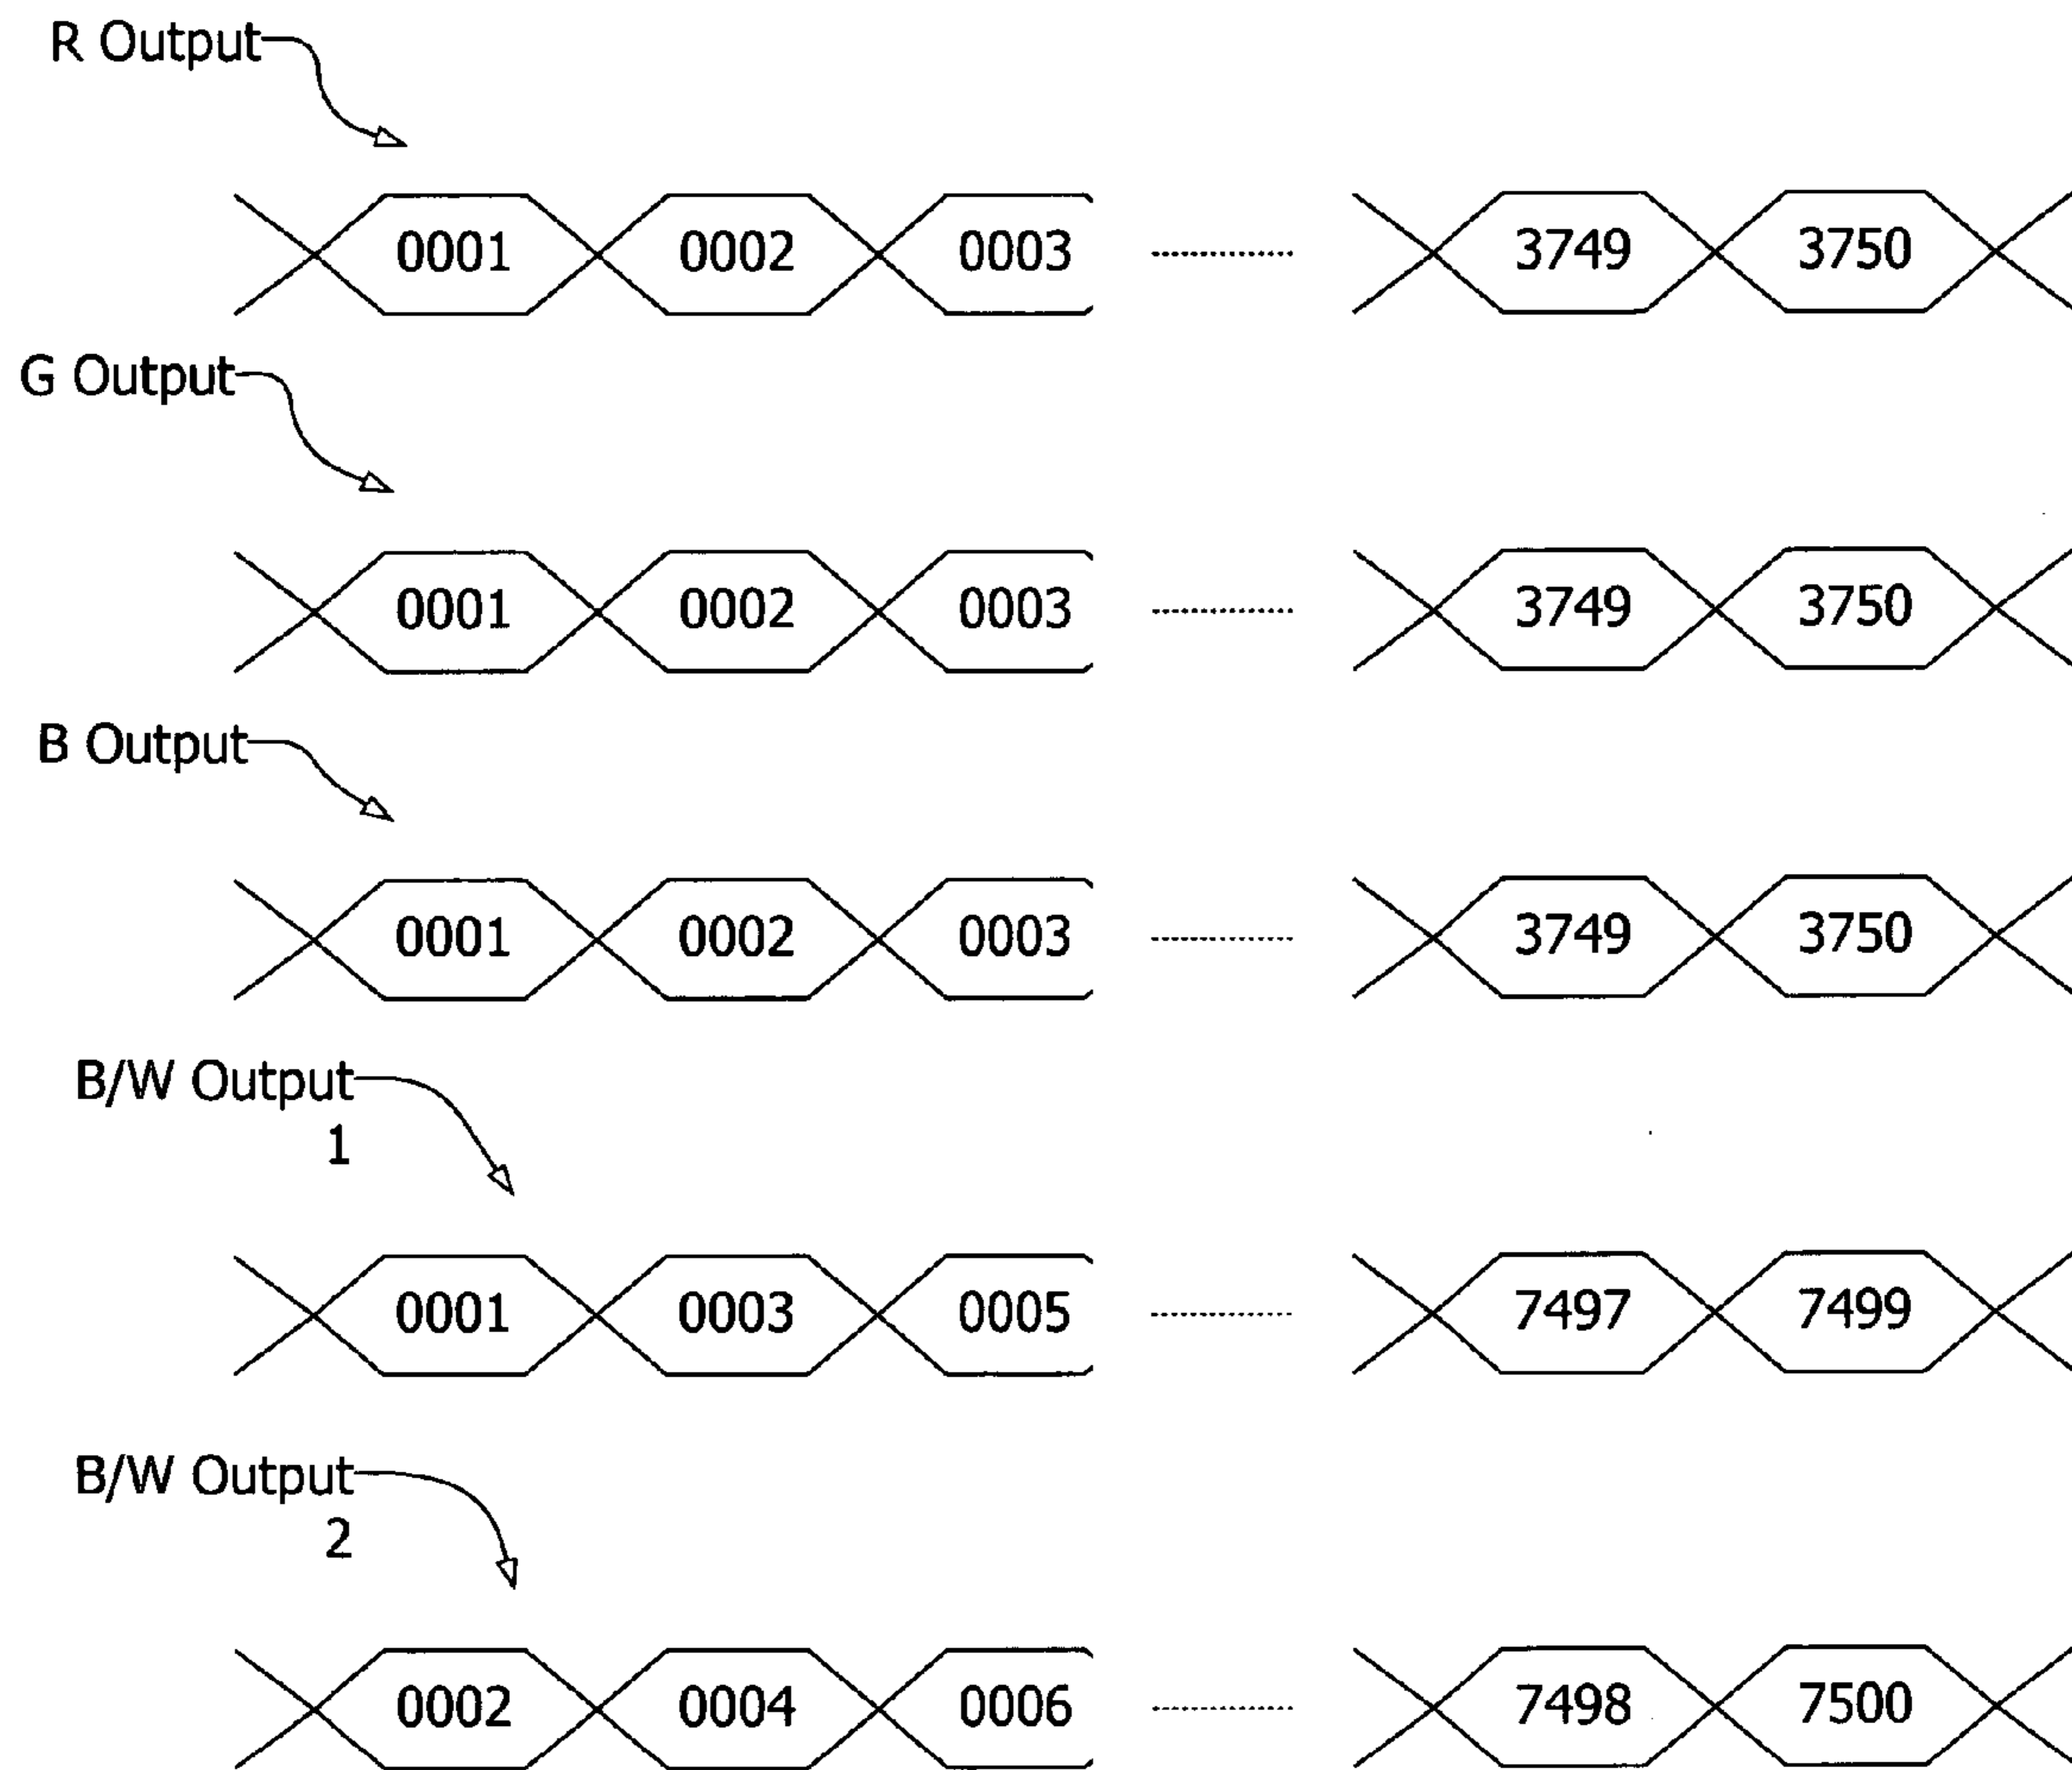 R Output
0001 0002 0003 3749 3750
G Output
0001 0002 0003 3749 3750
B Output
0001 0002 0003 3749 3750
B/W Output
1
0001 0003 0005 7497 7499
B/W Output
2
0002 0004 0006 7498 7500